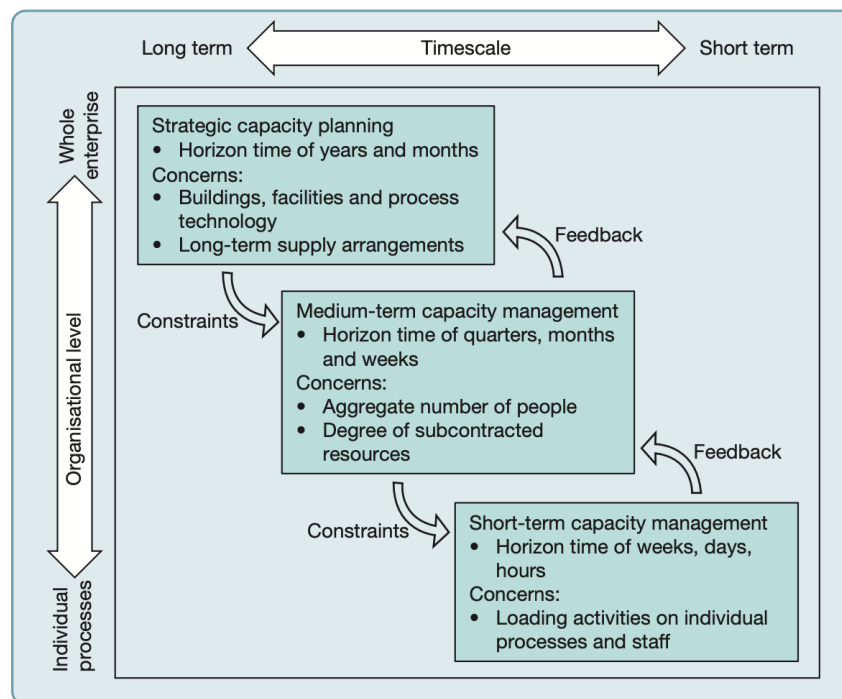 Long term
Timescale
Short term
Whole
enterprise
Organisational level
Individual
processes
Strategic capacity planning
• Horizon time of years and months
Concerns:
• Buildings, facilities and process
technology
• Long-term supply arrangements
Feedback
Constraints
Medium-term capacity management
• Horizon time of quarters, months
and weeks
Concerns:
• Aggregate number of people
• Degree of subcontracted
resources
Feedback
Constraints
Short-term capacity management
• Horizon time of weeks, days,
hours
Concerns:
• Loading activities on individual
processes and staff